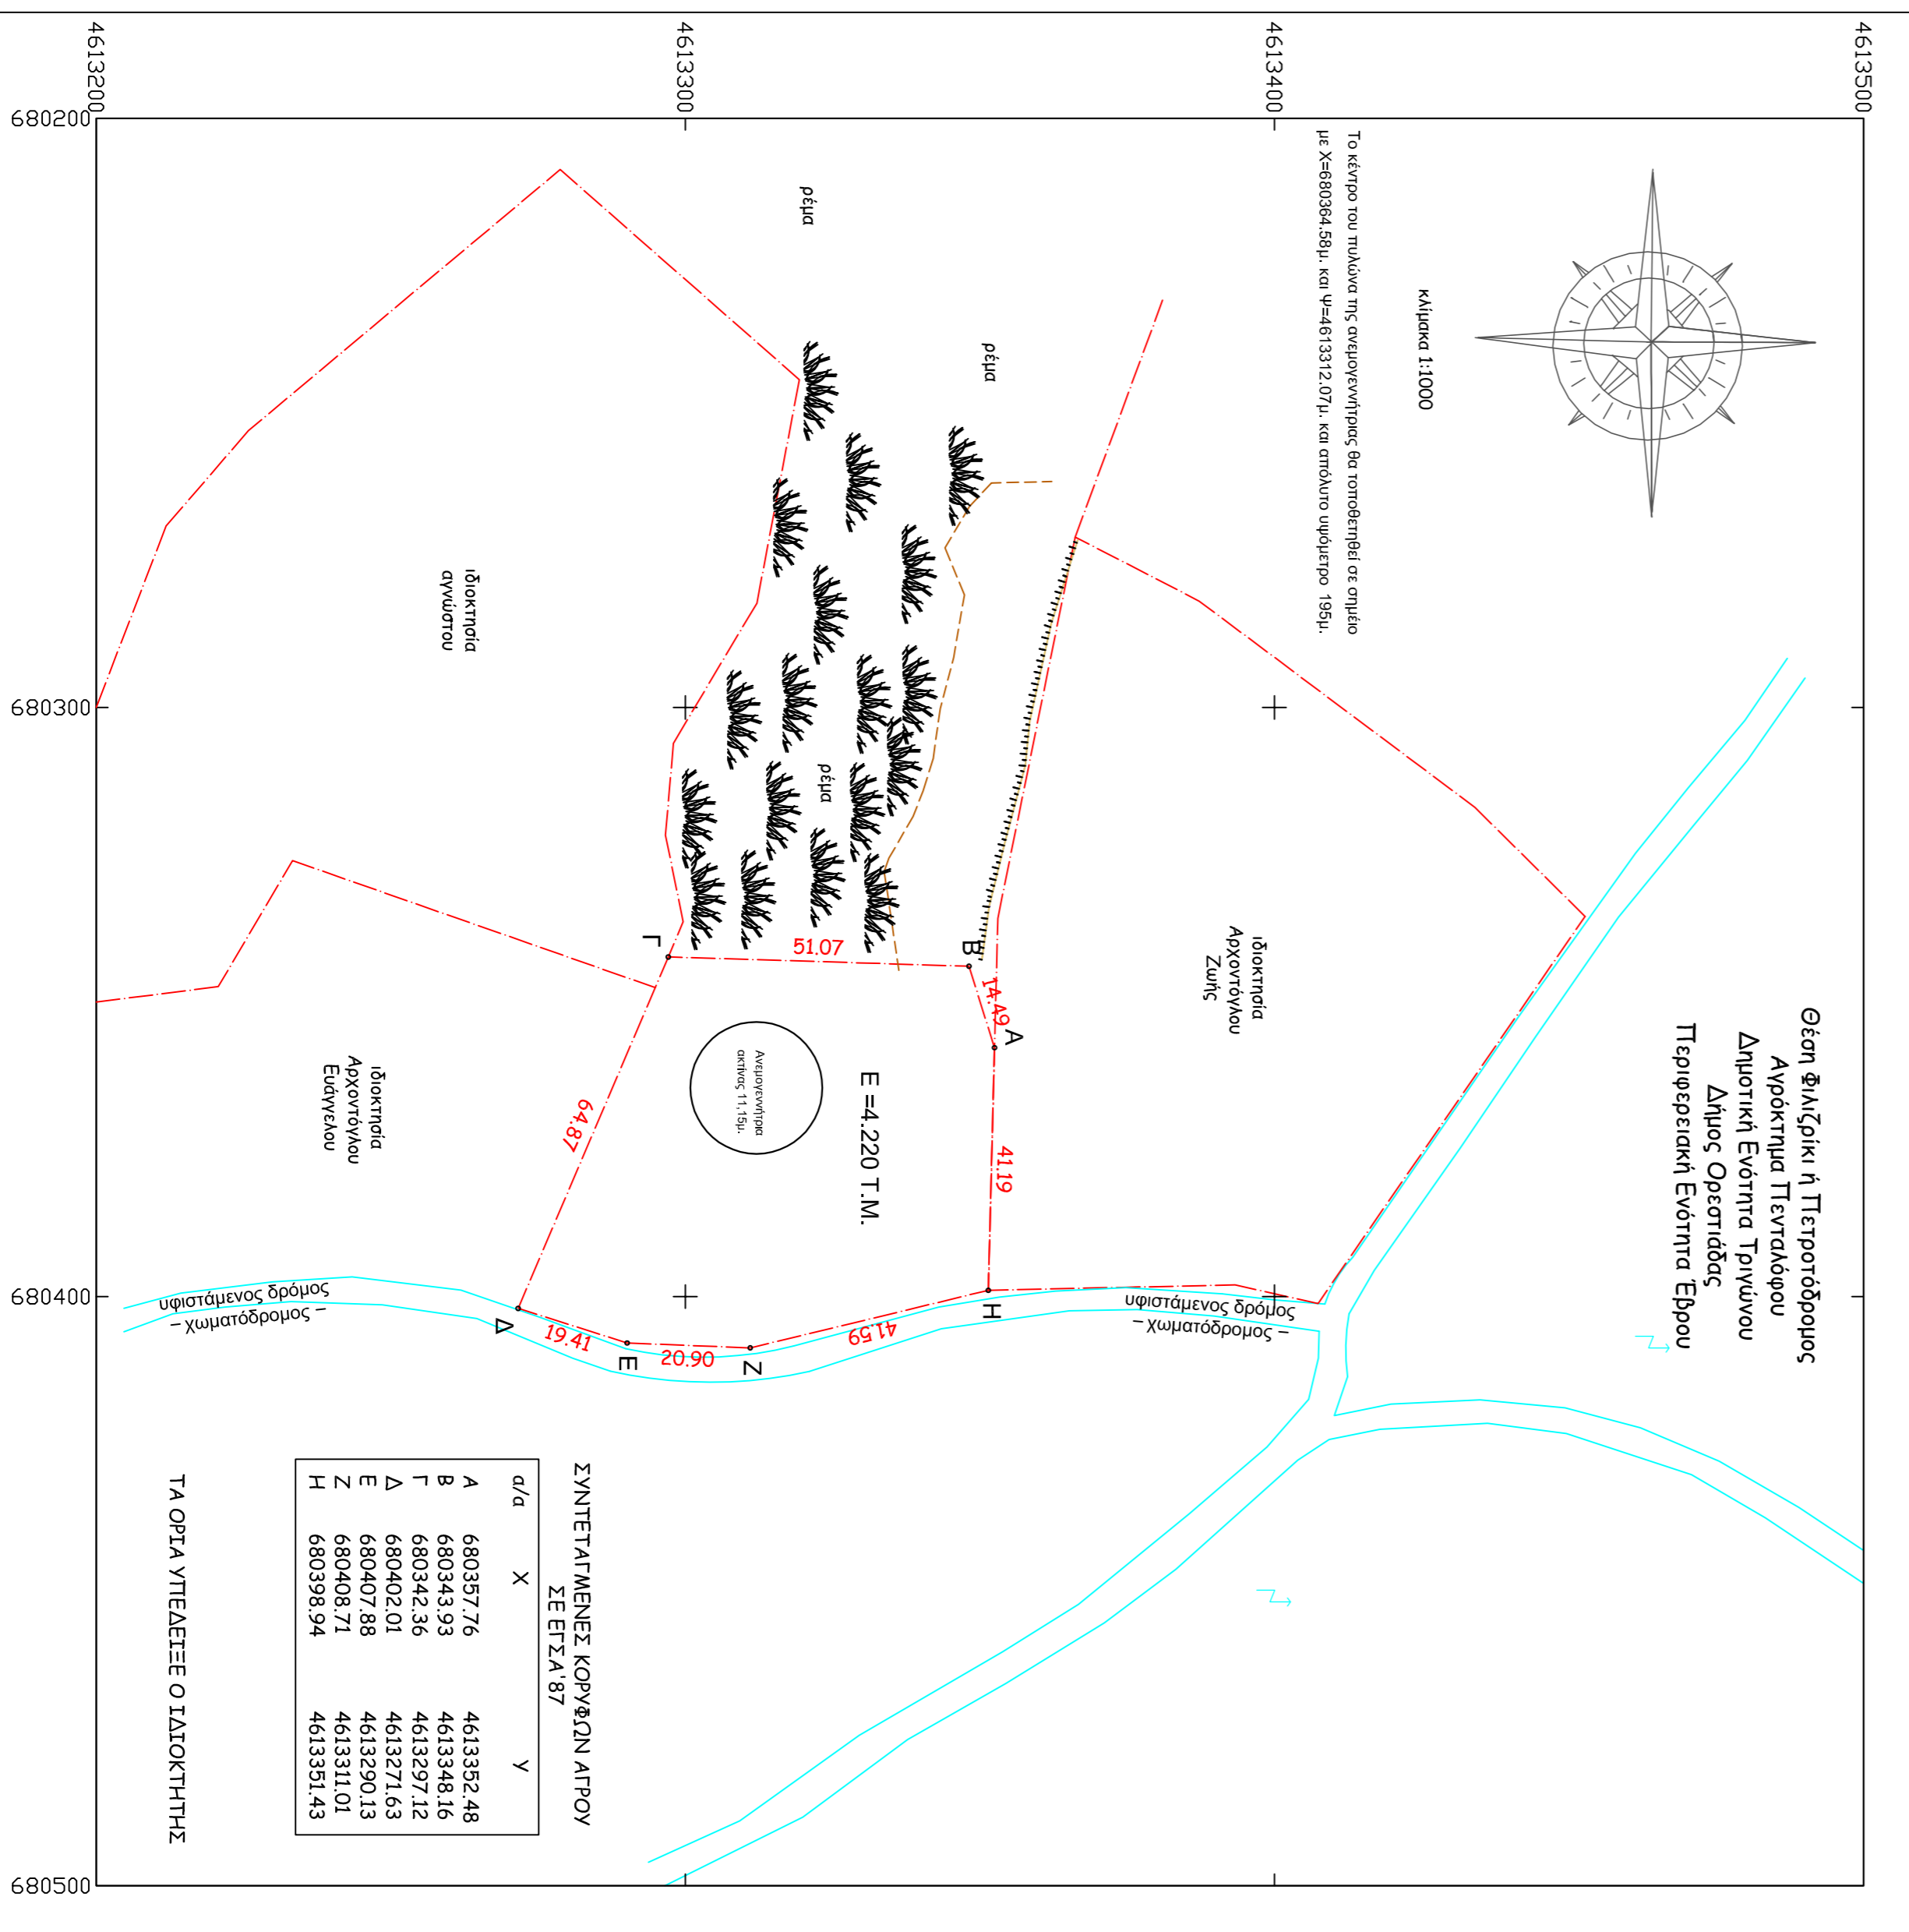 Θέση Φιλιζρίκι ή Πετροτόδρομος
Αγρόκτημα Πενταλόφου
Δημοτική Ενότητα Τριγώνου
Δήμος Ορεστιάδας
Περιφερειακή Ενότητα Έβρου
κλίμακα 1:1000
Το κέντρο του πυλώνα της ανεμογεννήτριας θα τοποθετηθεί σε σημείο
με Χ=680364.58μ. και Ψ=4613312.07μ. και απόλυτο υψόμετρο 195μ.
4613500
4613400
4613300
4613200
680200
680300
680400
680500
ρέμα
ρέμα
ρέμα
ιδιοκτησία
Αρχοντόγλου
Ζωής
ιδιοκτησία
αγνώστου
ιδιοκτησία
Αρχοντόγλου
Ευάγγελου
Α
Β
Γ
Δ
Ε
Ζ
Η
14.49
51.07
64.87
19.41
20.90
41.59
41.19
Ε =4.220 Τ.Μ.
Ανεμογεννήτρια
ακτίνας 11,15μ.
υφιστάμενος δρόμος
– χωματόδρομος –
υφιστάμενος δρόμος
– χωματόδρομος –
ΣΥΝΤΕΤΑΓΜΕΝΕΣ ΚΟΡΥΦΩΝ ΑΓΡΟΥ
ΣΕ ΕΓΣΑ'87
α/α Χ Υ
Α 680357.76 4613352.48
Β 680343.93 4613348.16
Γ 680342.36 4613297.12
Δ 680402.01 4613271.63
Ε 680407.88 4613290.13
Ζ 680408.71 4613311.01
Η 680398.94 4613351.43
ΤΑ ΟΡΙΑ ΥΠΕΔΕΙΞΕ Ο ΙΔΙΟΚΤΗΤΗΣ